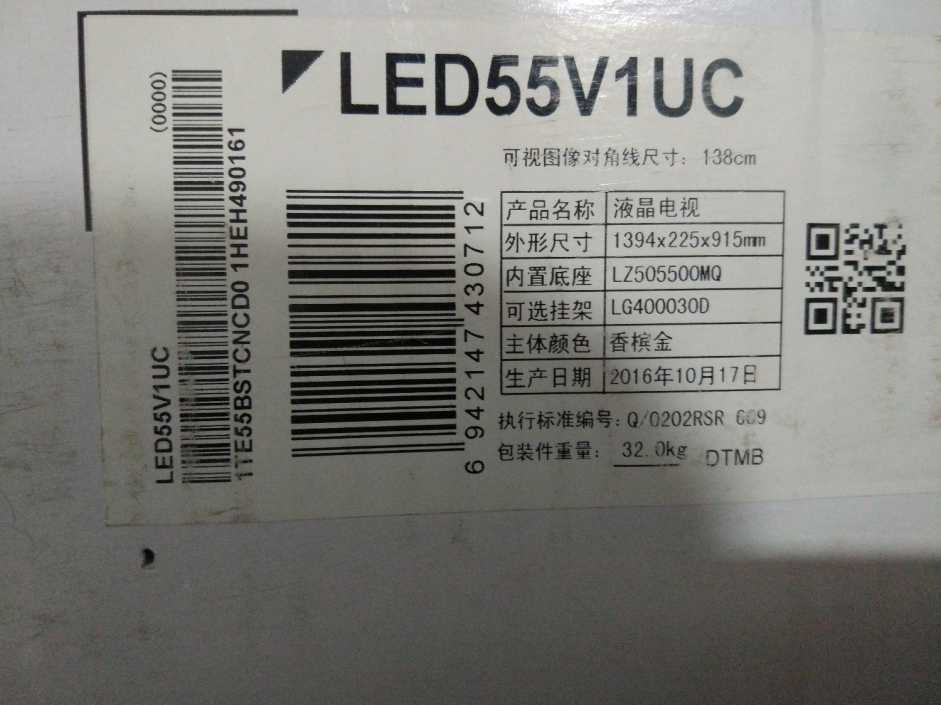 LED55V1UC
可视图像对角线尺寸：138cm
产品名称 液晶电视
外形尺寸 1394x225x915mm
内置底座 LZ505500MQ
可选挂架 LG400030D
主体颜色 香槟金
生产日期 2016年10月17日
执行标准编号：Q/0202RSR 609
包装件重量： 32.0kg DTMB
6 942147 430712
(0000)
LED55V1UC
1TE55BSTCNCD0 1HEH490161